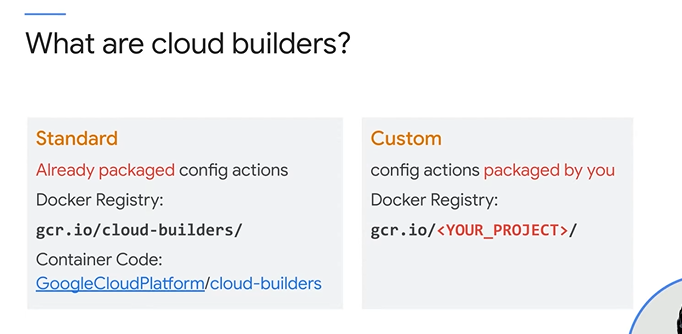 What are cloud builders?
Standard
Already packaged config actions
Docker Registry:
gcr.io/cloud-builders/
Container Code:
GoogleCloudPlatform/cloud-builders
Custom
config actions packaged by you
Docker Registry:
gcr.io/<YOUR_PROJECT>/